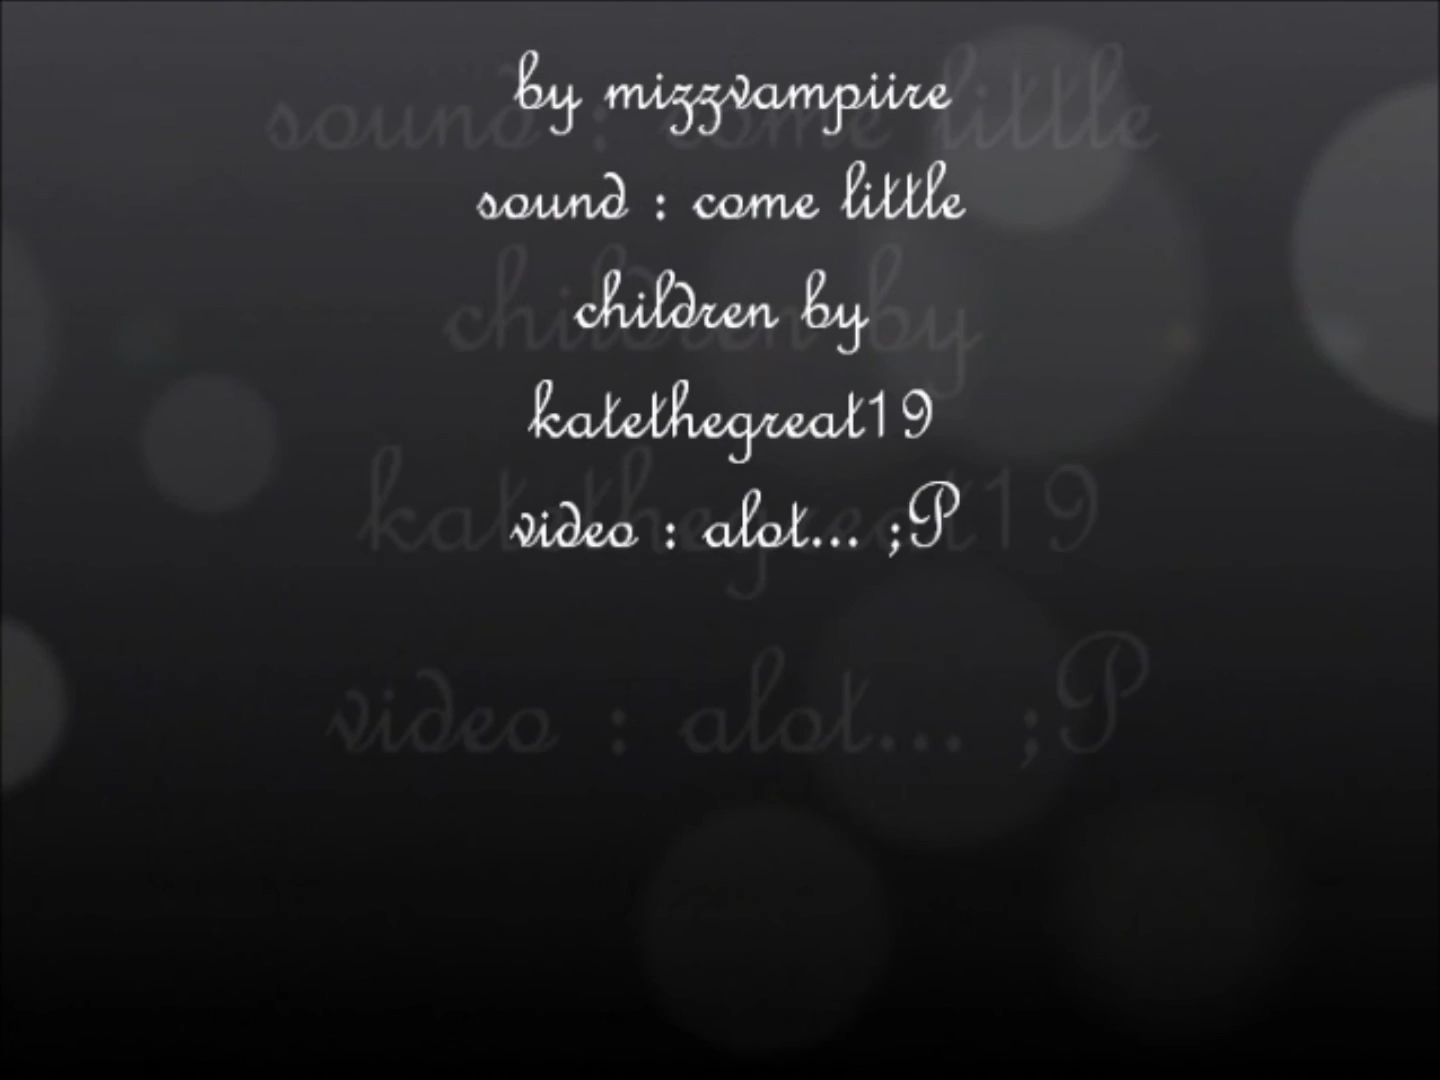 by mizzvampiire
sound : come little
children by
katethegreat19
video : alot... ;P